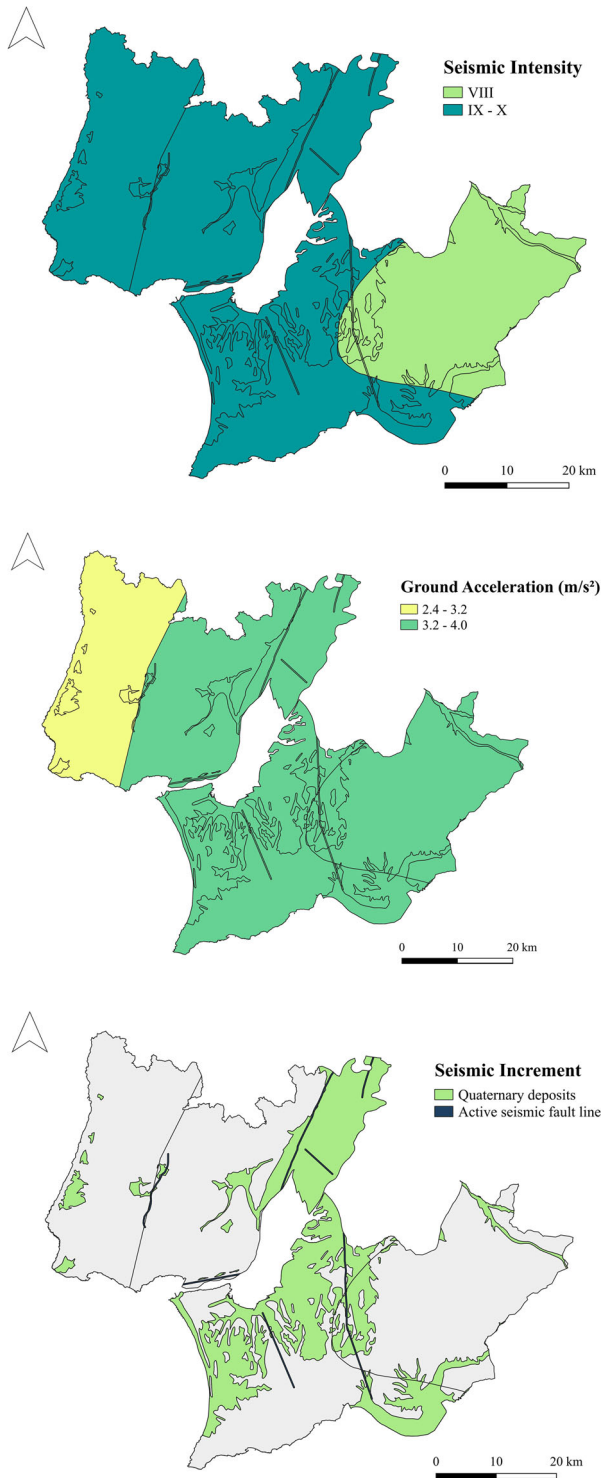 Seismic Intensity
VIII
IX - X
0 10 20 km
Ground Acceleration (m/s²)
2.4 - 3.2
3.2 - 4.0
0 10 20 km
Seismic Increment
Quaternary deposits
Active seismic fault line
0 10 20 km